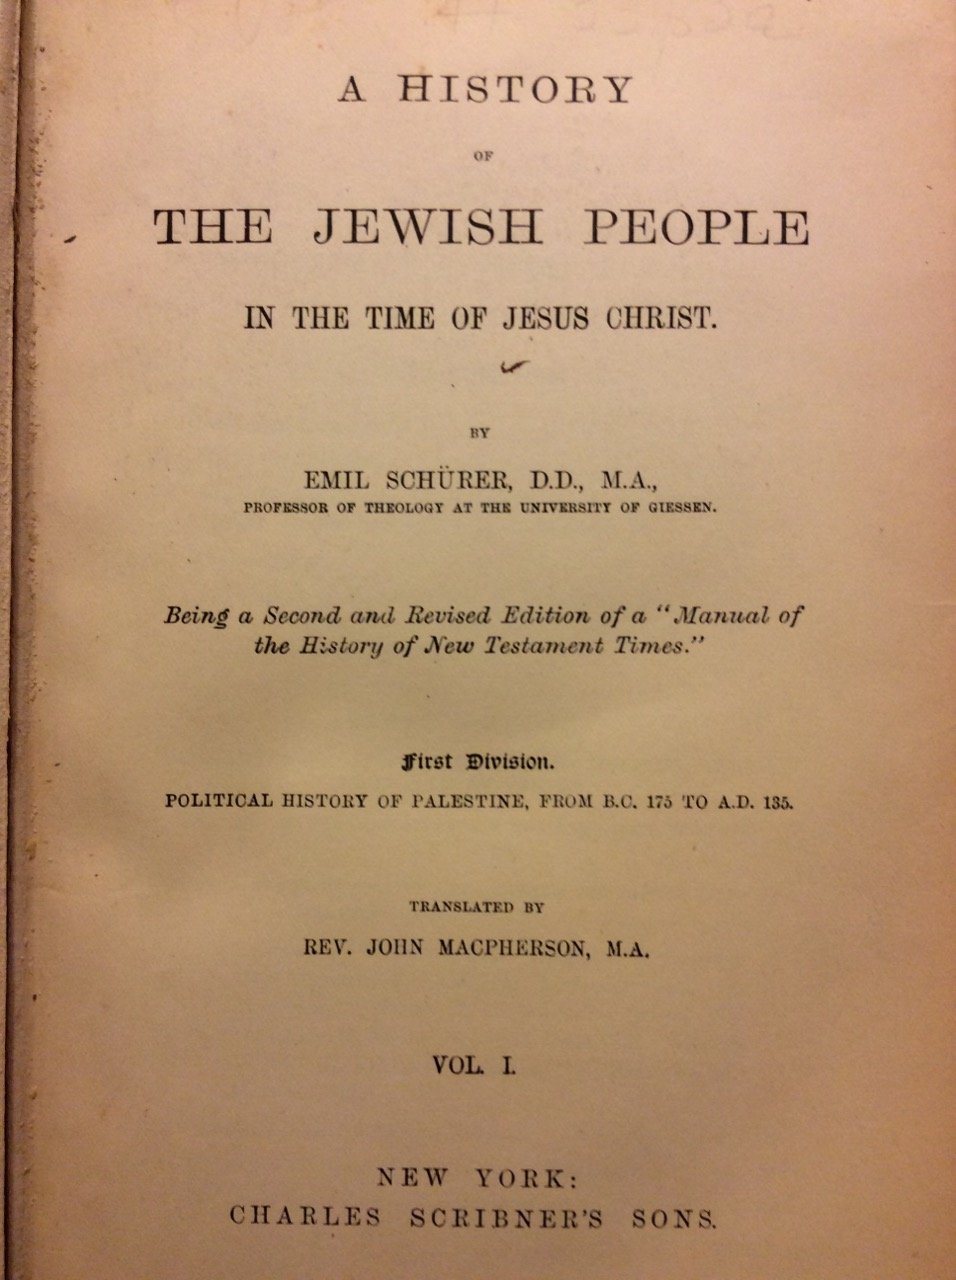 A HISTORY
OF
THE JEWISH PEOPLE
IN THE TIME OF JESUS CHRIST.
BY
EMIL SCHÜRER, D.D., M.A.,
PROFESSOR OF THEOLOGY AT THE UNIVERSITY OF GIESSEN.
Being a Second and Revised Edition of a “Manual of
the History of New Testament Times.”
First Division.
POLITICAL HISTORY OF PALESTINE, FROM B.C. 175 TO A.D. 135.
TRANSLATED BY
REV. JOHN MACPHERSON, M.A.
VOL. I.
NEW YORK:
CHARLES SCRIBNER'S SONS.